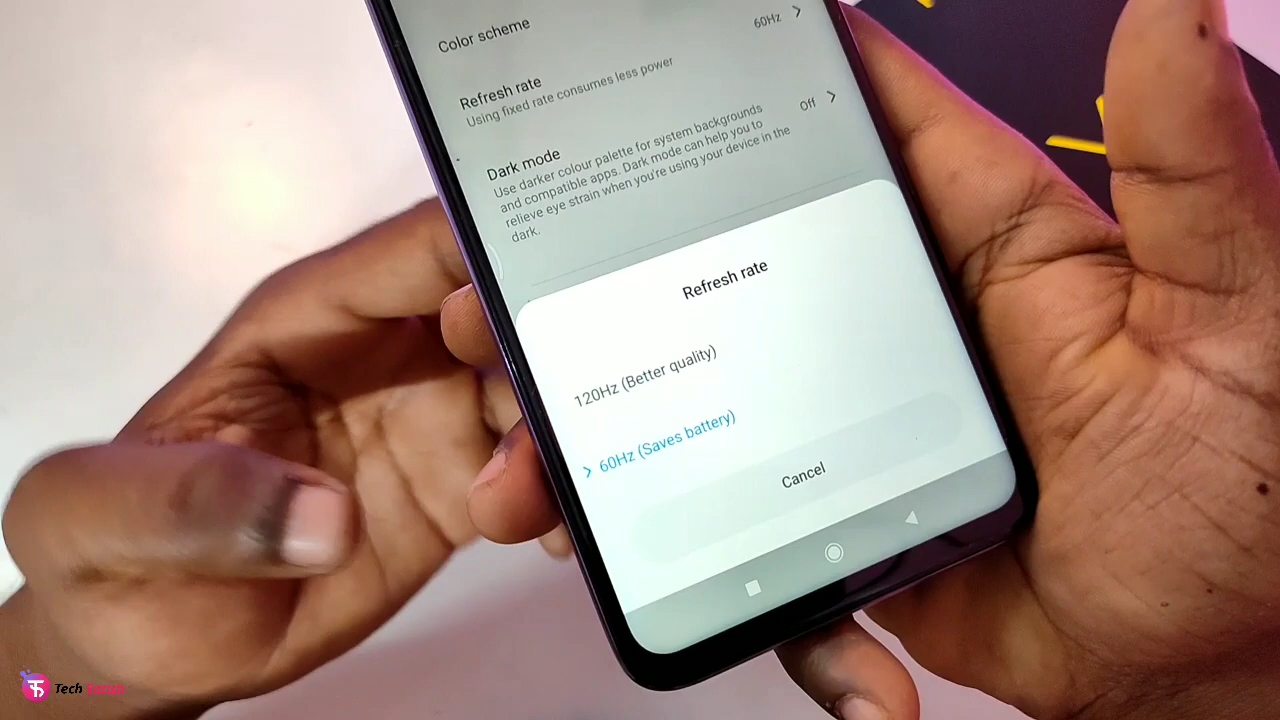 Color scheme
60Hz
Refresh rate
Using fixed rate consumes less power
Dark mode
Off
Use darker colour palette for system backgrounds
and compatible apps. Dark mode can help you to
relieve eye strain when you're using your device in the
dark.
Refresh rate
120Hz (Better quality)
60Hz (Saves battery)
Cancel
Tech